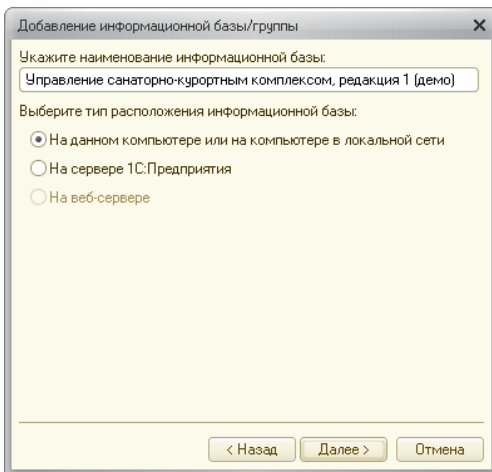 Добавление информационной базы/группы
Укажите наименование информационной базы:
Управление санаторно-курортным комплексом, редакция 1 (демо)
Выберите тип расположения информационной базы:
На данном компьютере или на компьютере в локальной сети
На сервере 1С:Предприятия
На веб-сервере
< Назад Далее > Отмена